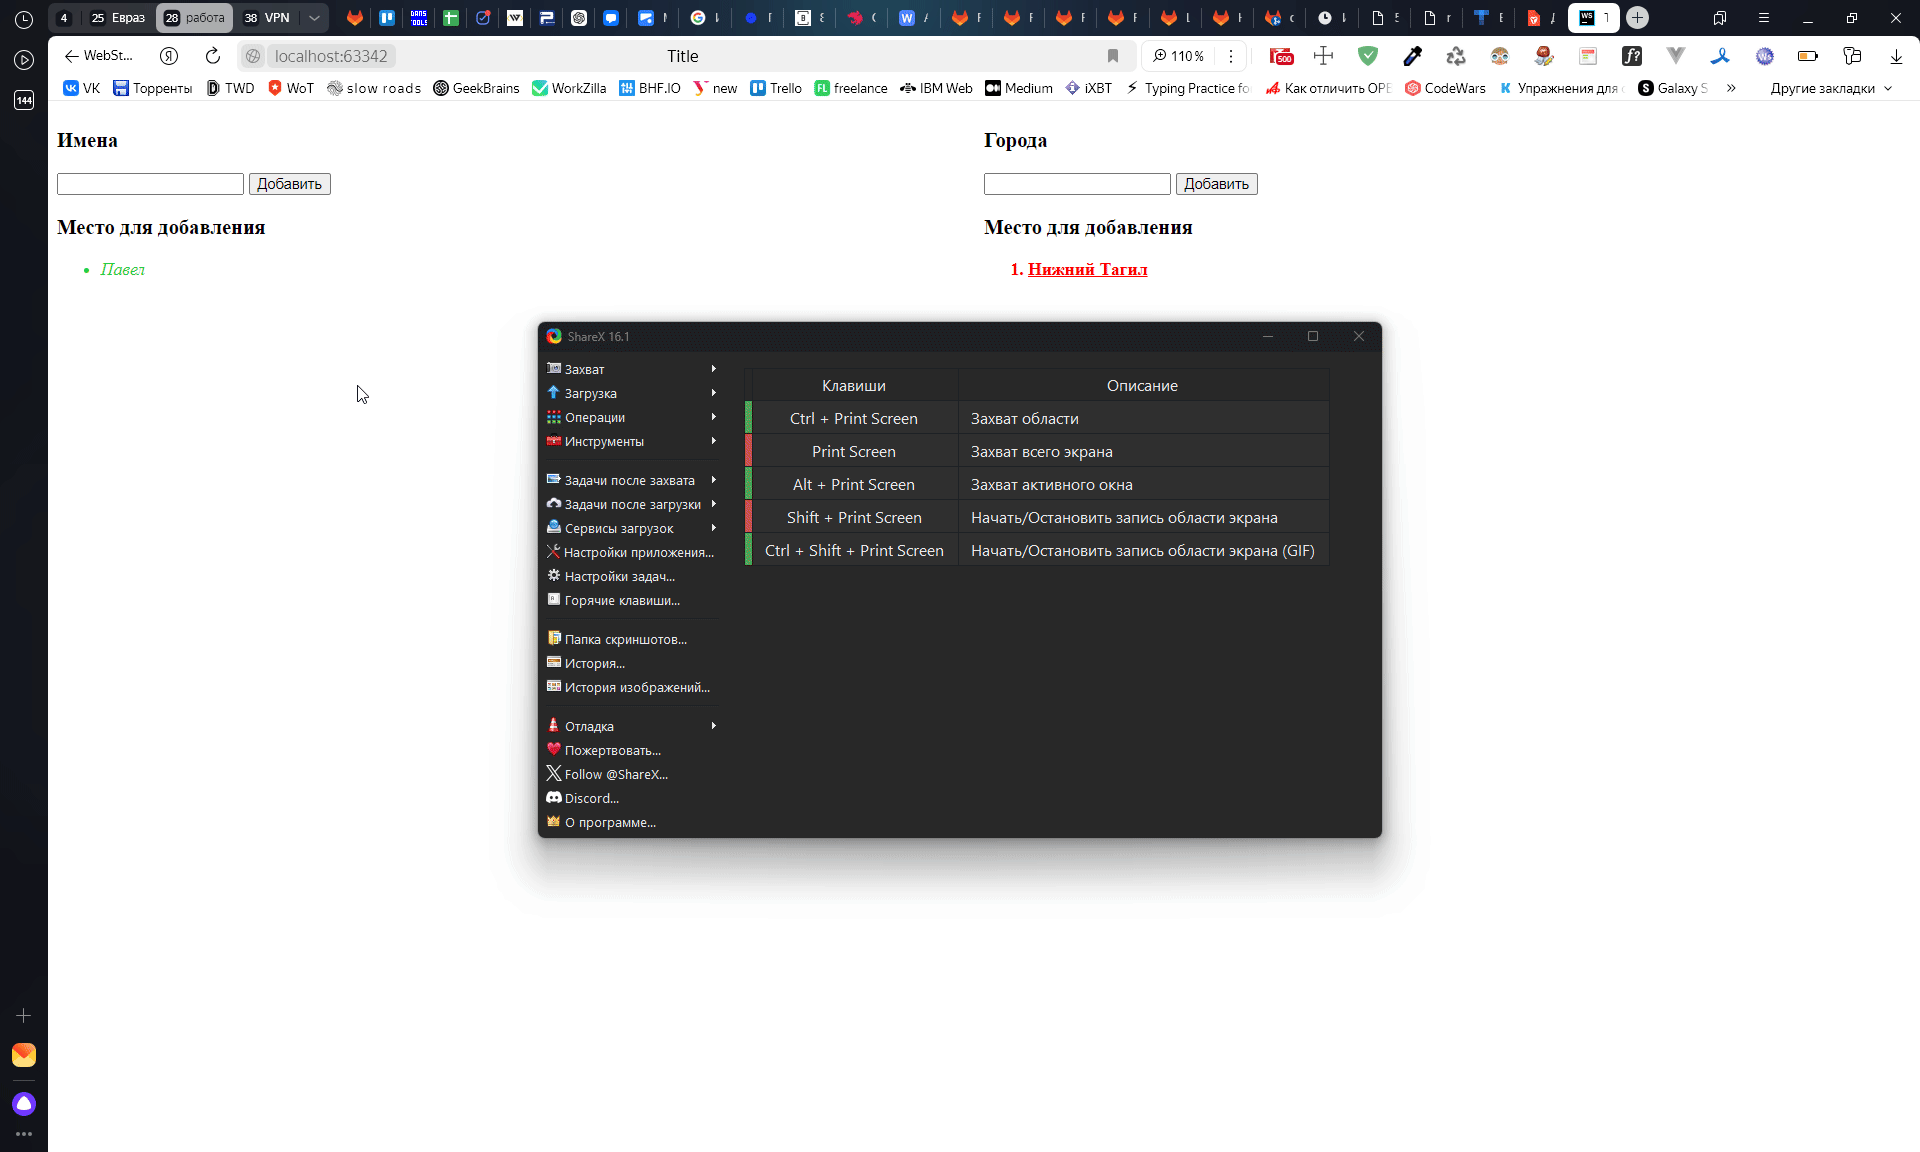 4 25 Евраз 28 работа 38 VPN
WebSt... localhost:63342 Title 110 % 500 f?
144
VK Торренты TWD WoT slow roads GeekBrains WorkZilla BHF.IO new Trello freelance IBM Web Medium iXBT Typing Practice fo Как отличить ОРВ CodeWars Упражнения для Galaxy S » Другие закладки
Имена
Добавить
Место для добавления
• Павел
Города
Добавить
Место для добавления
1. Нижний Тагил
ShareX 16.1
Захват
Загрузка
Операции
Инструменты
Задачи после захвата
Задачи после загрузки
Сервисы загрузок
Настройки приложения...
Настройки задач...
Горячие клавиши...
Папка скриншотов...
История...
История изображений...
Отладка
Пожертвовать...
Follow @ShareX...
Discord...
О программе...
Клавиши Описание
Ctrl + Print Screen Захват области
Print Screen Захват всего экрана
Alt + Print Screen Захват активного окна
Shift + Print Screen Начать/Остановить запись области экрана
Ctrl + Shift + Print Screen Начать/Остановить запись области экрана (GIF)